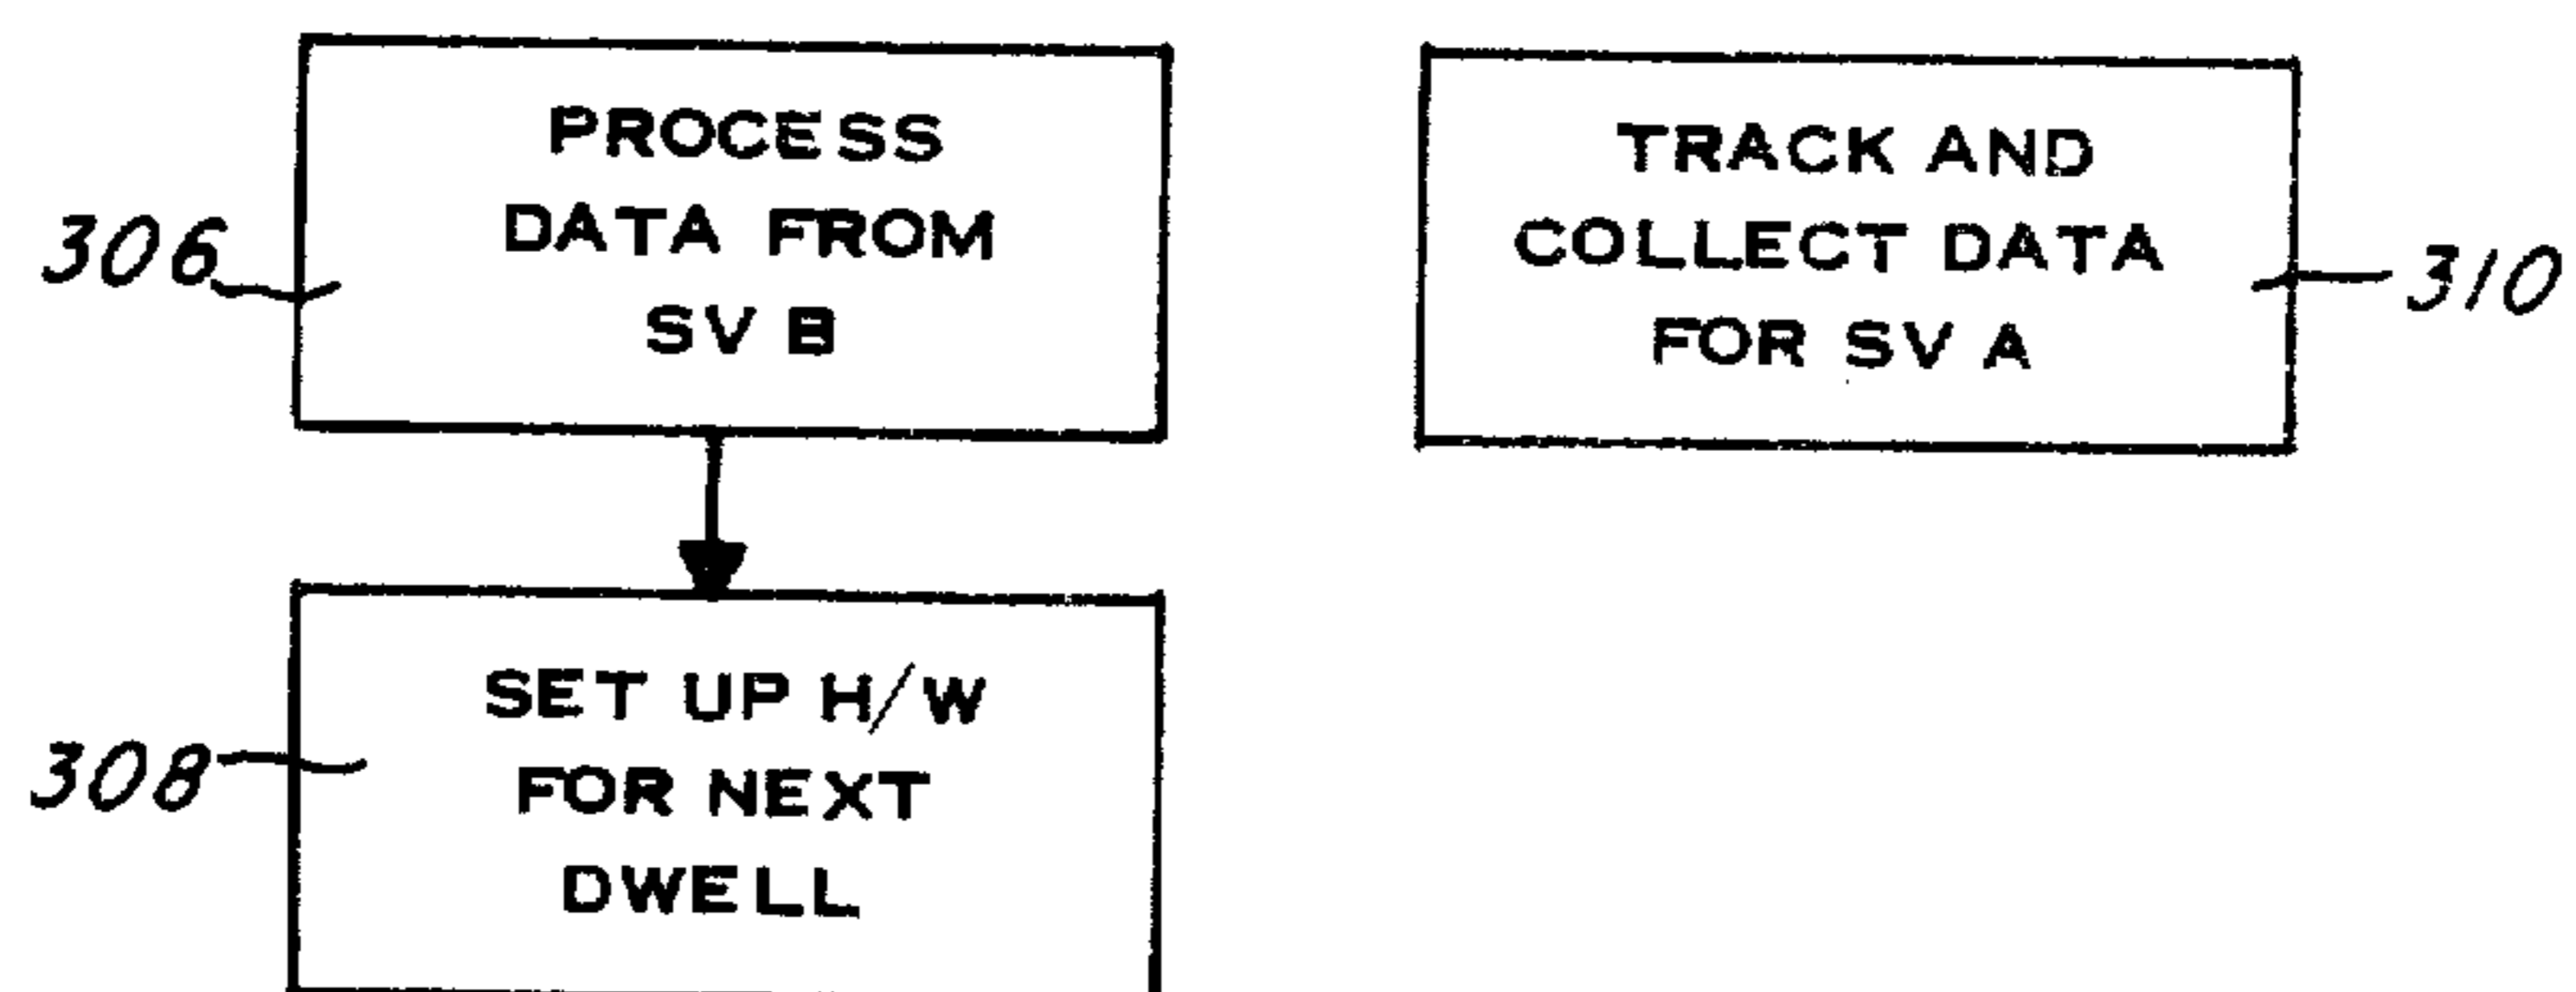 PROCESS
DATA FROM
SV B
306
TRACK AND
COLLECT DATA
FOR SV A
310
SET UP H/W
FOR NEXT
DWELL
308